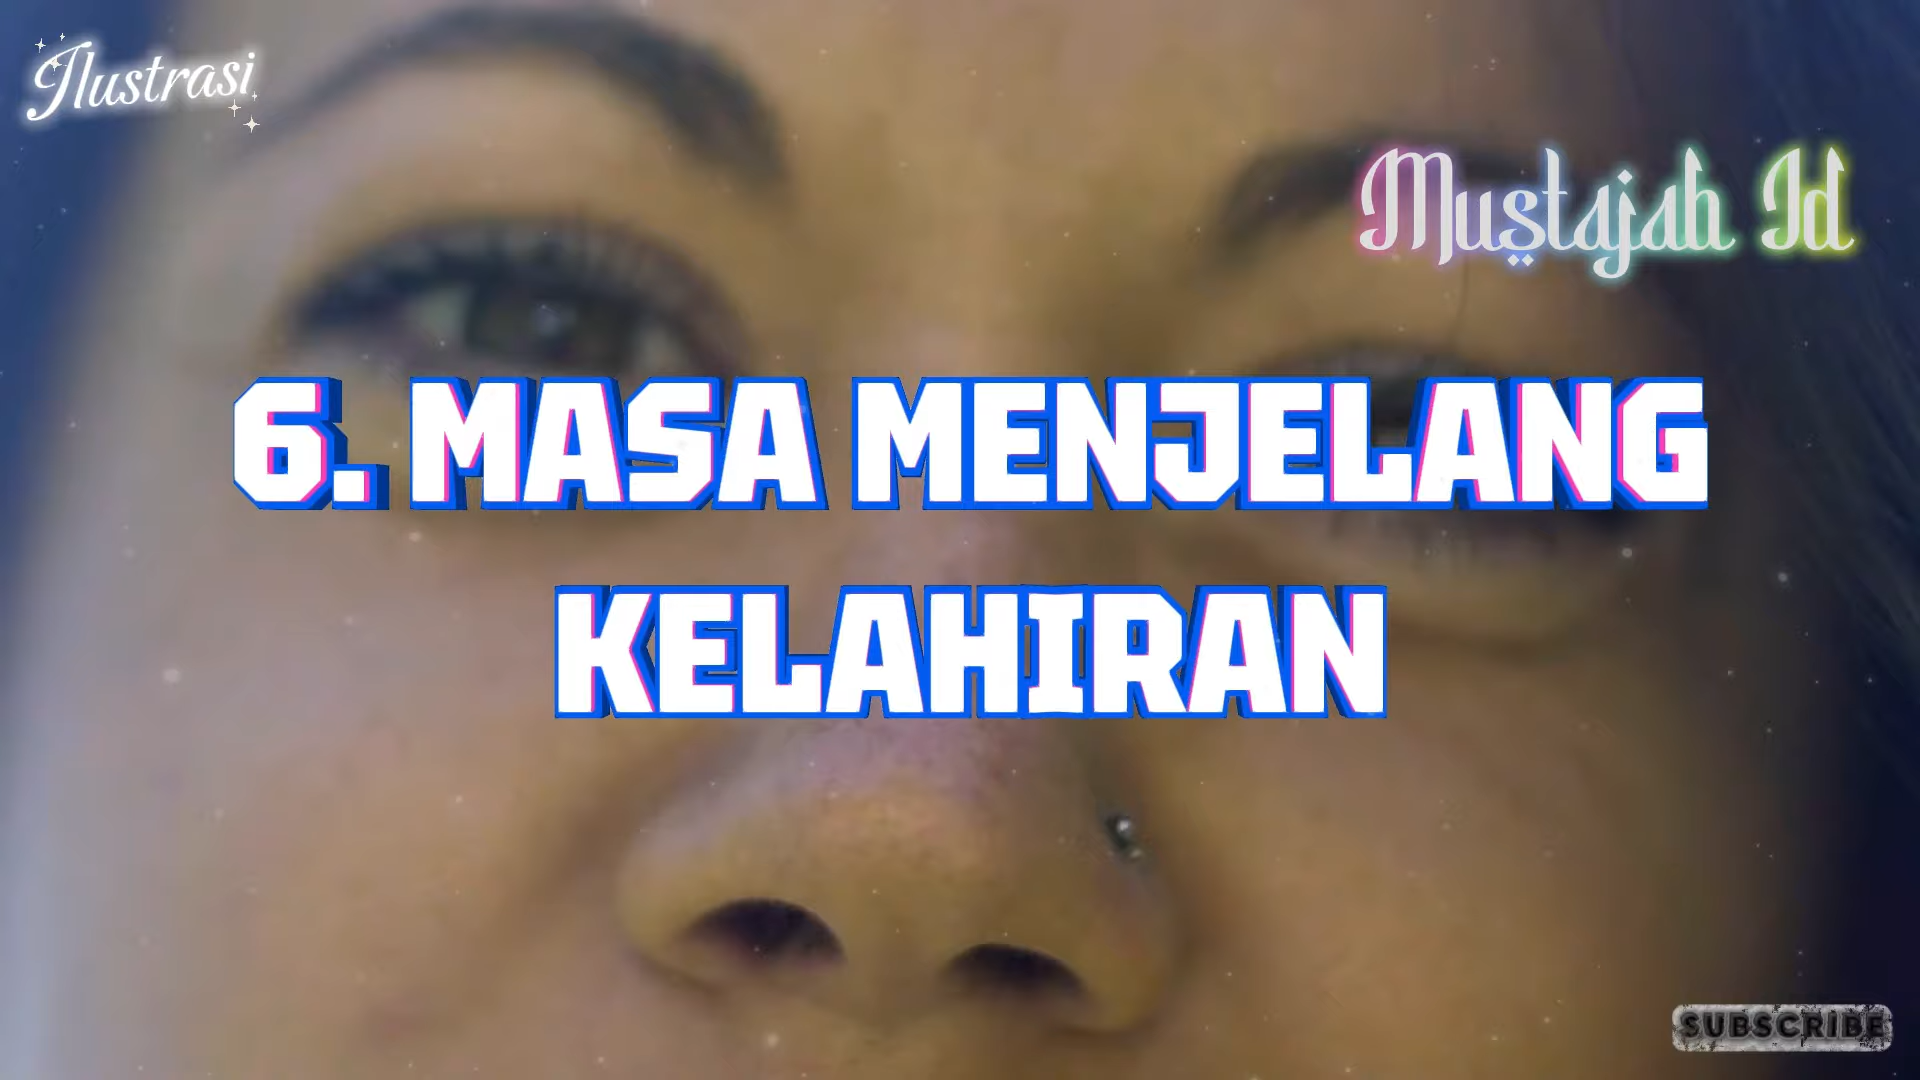 Ilustrasi
Mustajab Id
6. MASA MENJELANG
KELAHIRAN
SUBSCRIBE